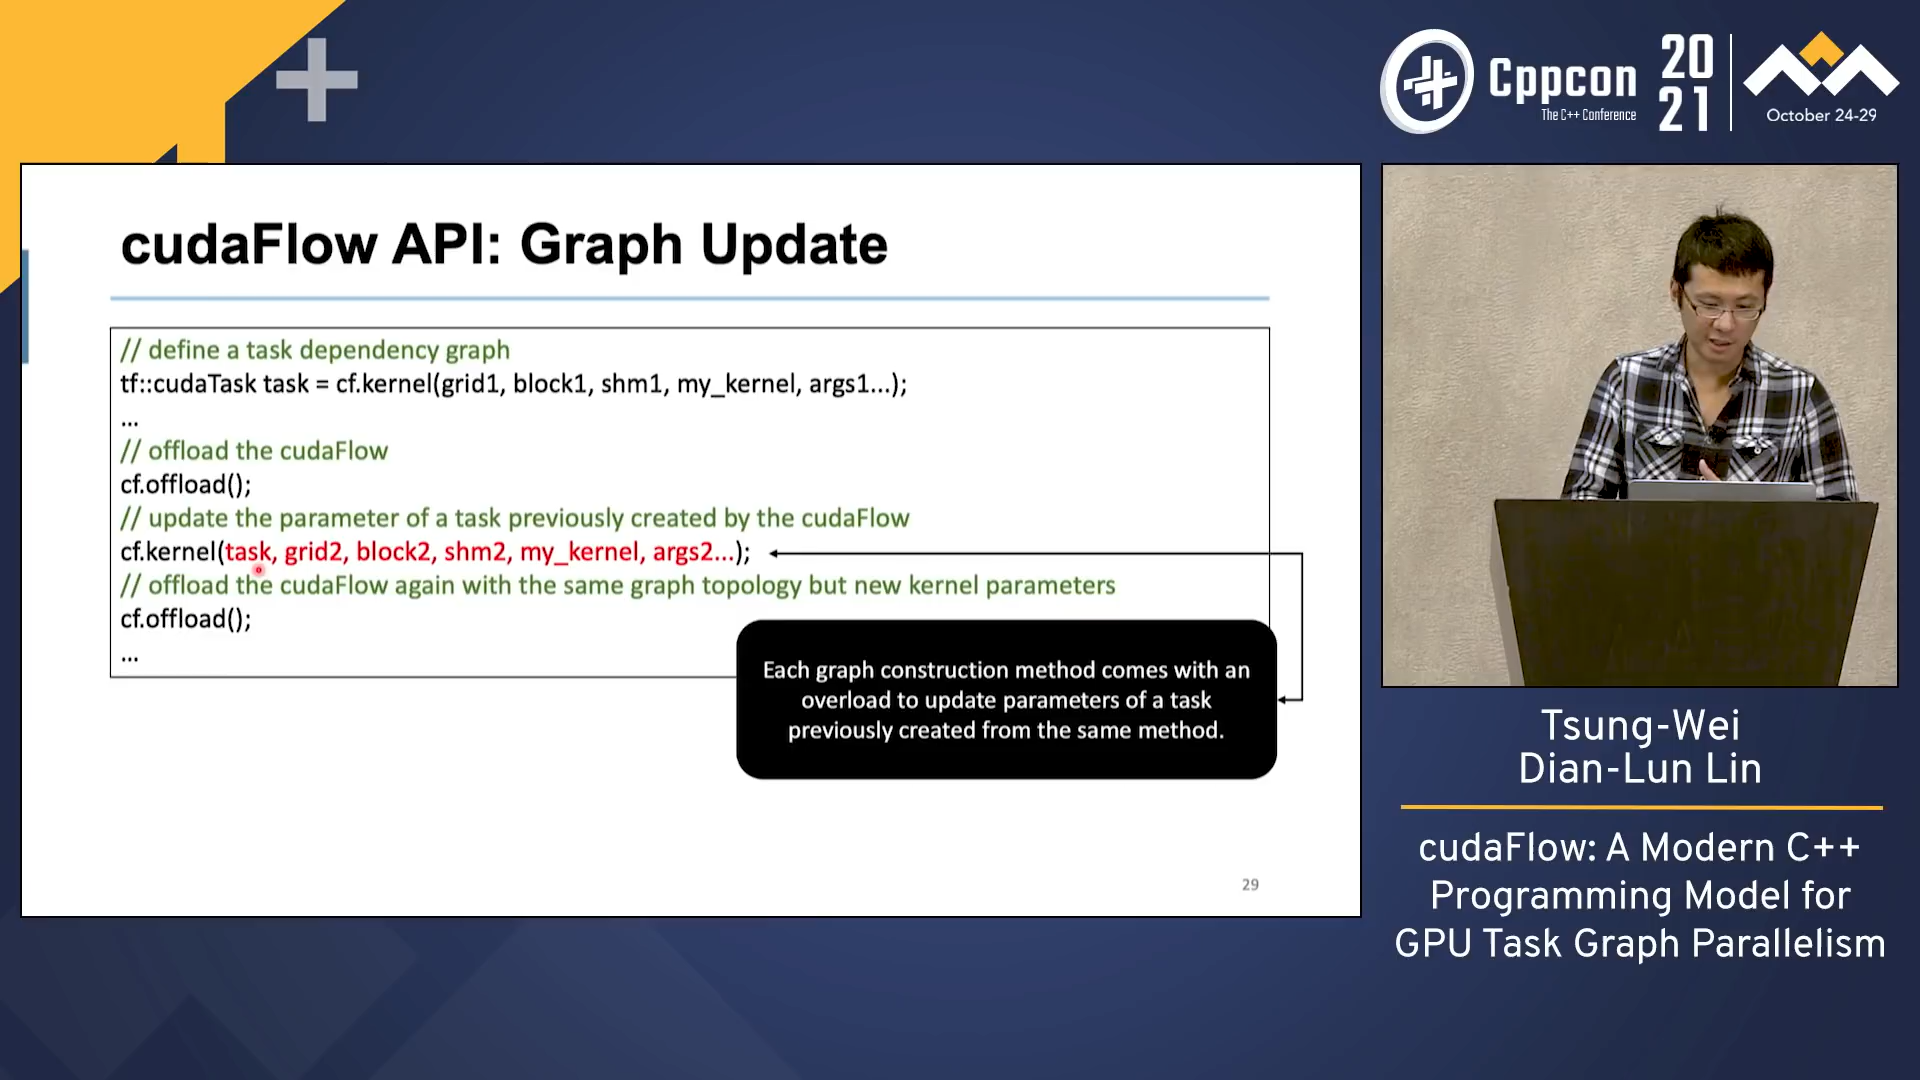 Cppcon
The C++ Conference
20
21
October 24-29
cudaFlow API: Graph Update
// define a task dependency graph
tf::cudaTask task = cf.kernel(grid1, block1, shm1, my_kernel, args1...);
...
// offload the cudaFlow
cf.offload();
// update the parameter of a task previously created by the cudaFlow
cf.kernel(task, grid2, block2, shm2, my_kernel, args2...);
// offload the cudaFlow again with the same graph topology but new kernel parameters
cf.offload();
...
Each graph construction method comes with an
overload to update parameters of a task
previously created from the same method.
29
Tsung-Wei
Dian-Lun Lin
cudaFlow: A Modern C++
Programming Model for
GPU Task Graph Parallelism